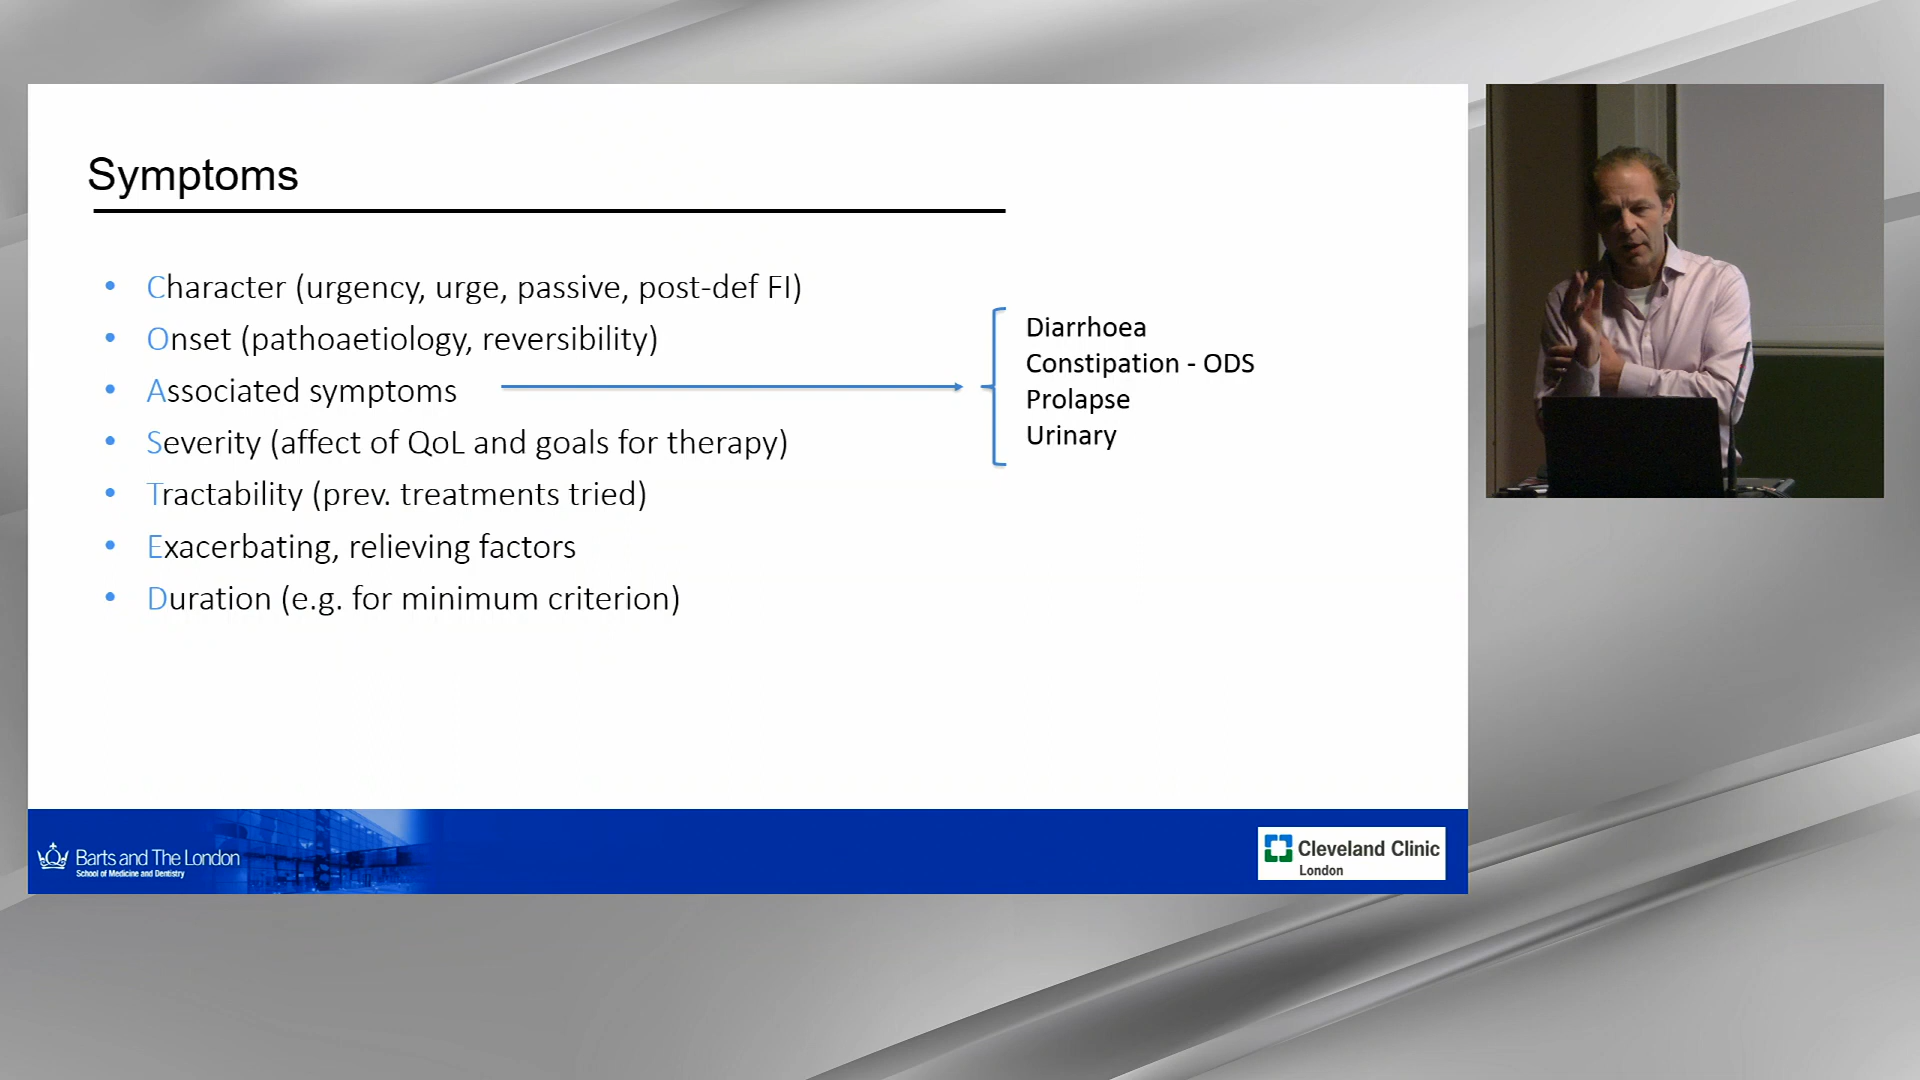 Symptoms
• Character (urgency, urge, passive, post-def FI)
• Onset (pathoaetiology, reversibility)
• Associated symptoms
• Severity (affect of QoL and goals for therapy)
• Tractability (prev. treatments tried)
• Exacerbating, relieving factors
• Duration (e.g. for minimum criterion)
Diarrhoea
Constipation - ODS
Prolapse
Urinary
Barts and The London
School of Medicine and Dentistry
Cleveland Clinic
London